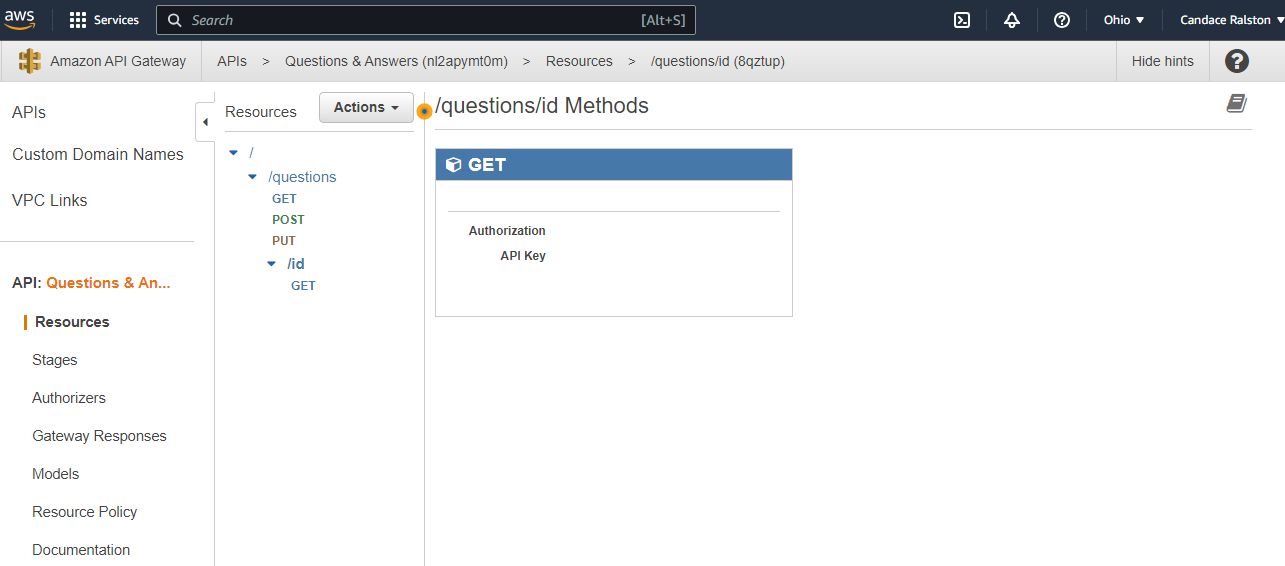 aws Services Search [Alt+S] Ohio Candace Ralston
Amazon API Gateway APIs > Questions & Answers (nl2apymt0m) > Resources > /questions/id (8qztup) Hide hints ?
APIs
Custom Domain Names
VPC Links
API: Questions & An...
Resources
Stages
Authorizers
Gateway Responses
Models
Resource Policy
Documentation
Resources Actions
/
/questions
GET
POST
PUT
/id
GET
/questions/id Methods
GET
Authorization
API Key